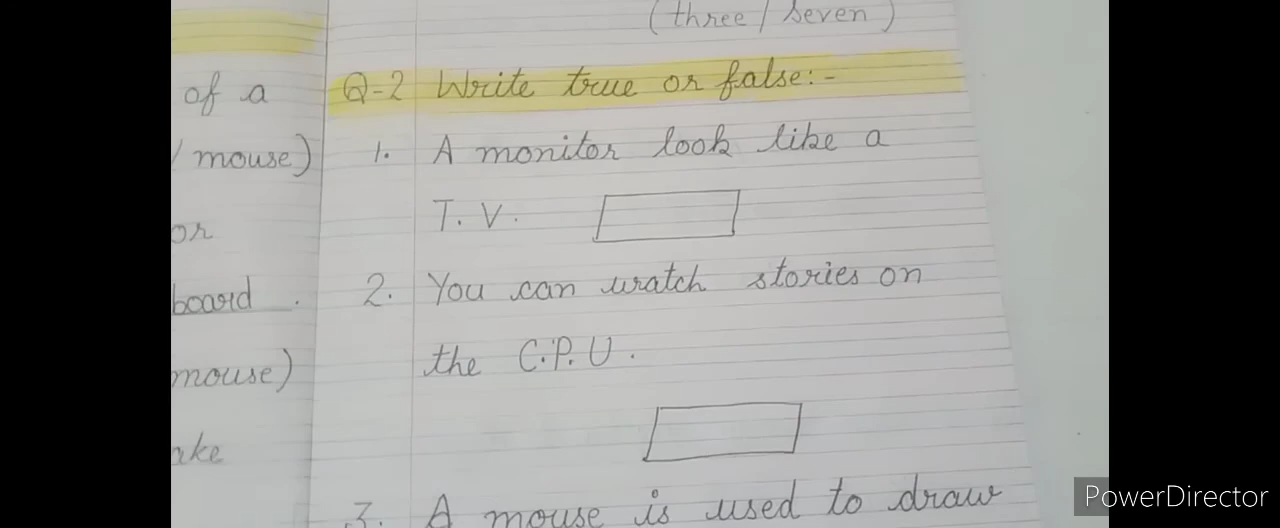 (three / seven)
of a
/ mouse)
or
board .
mouse)
ake
Q-2 Write true or false:-
1. A monitor look like a
T. V.
2. You can watch stories on
the C.P.U.
3. A mouse is used to draw
PowerDirector